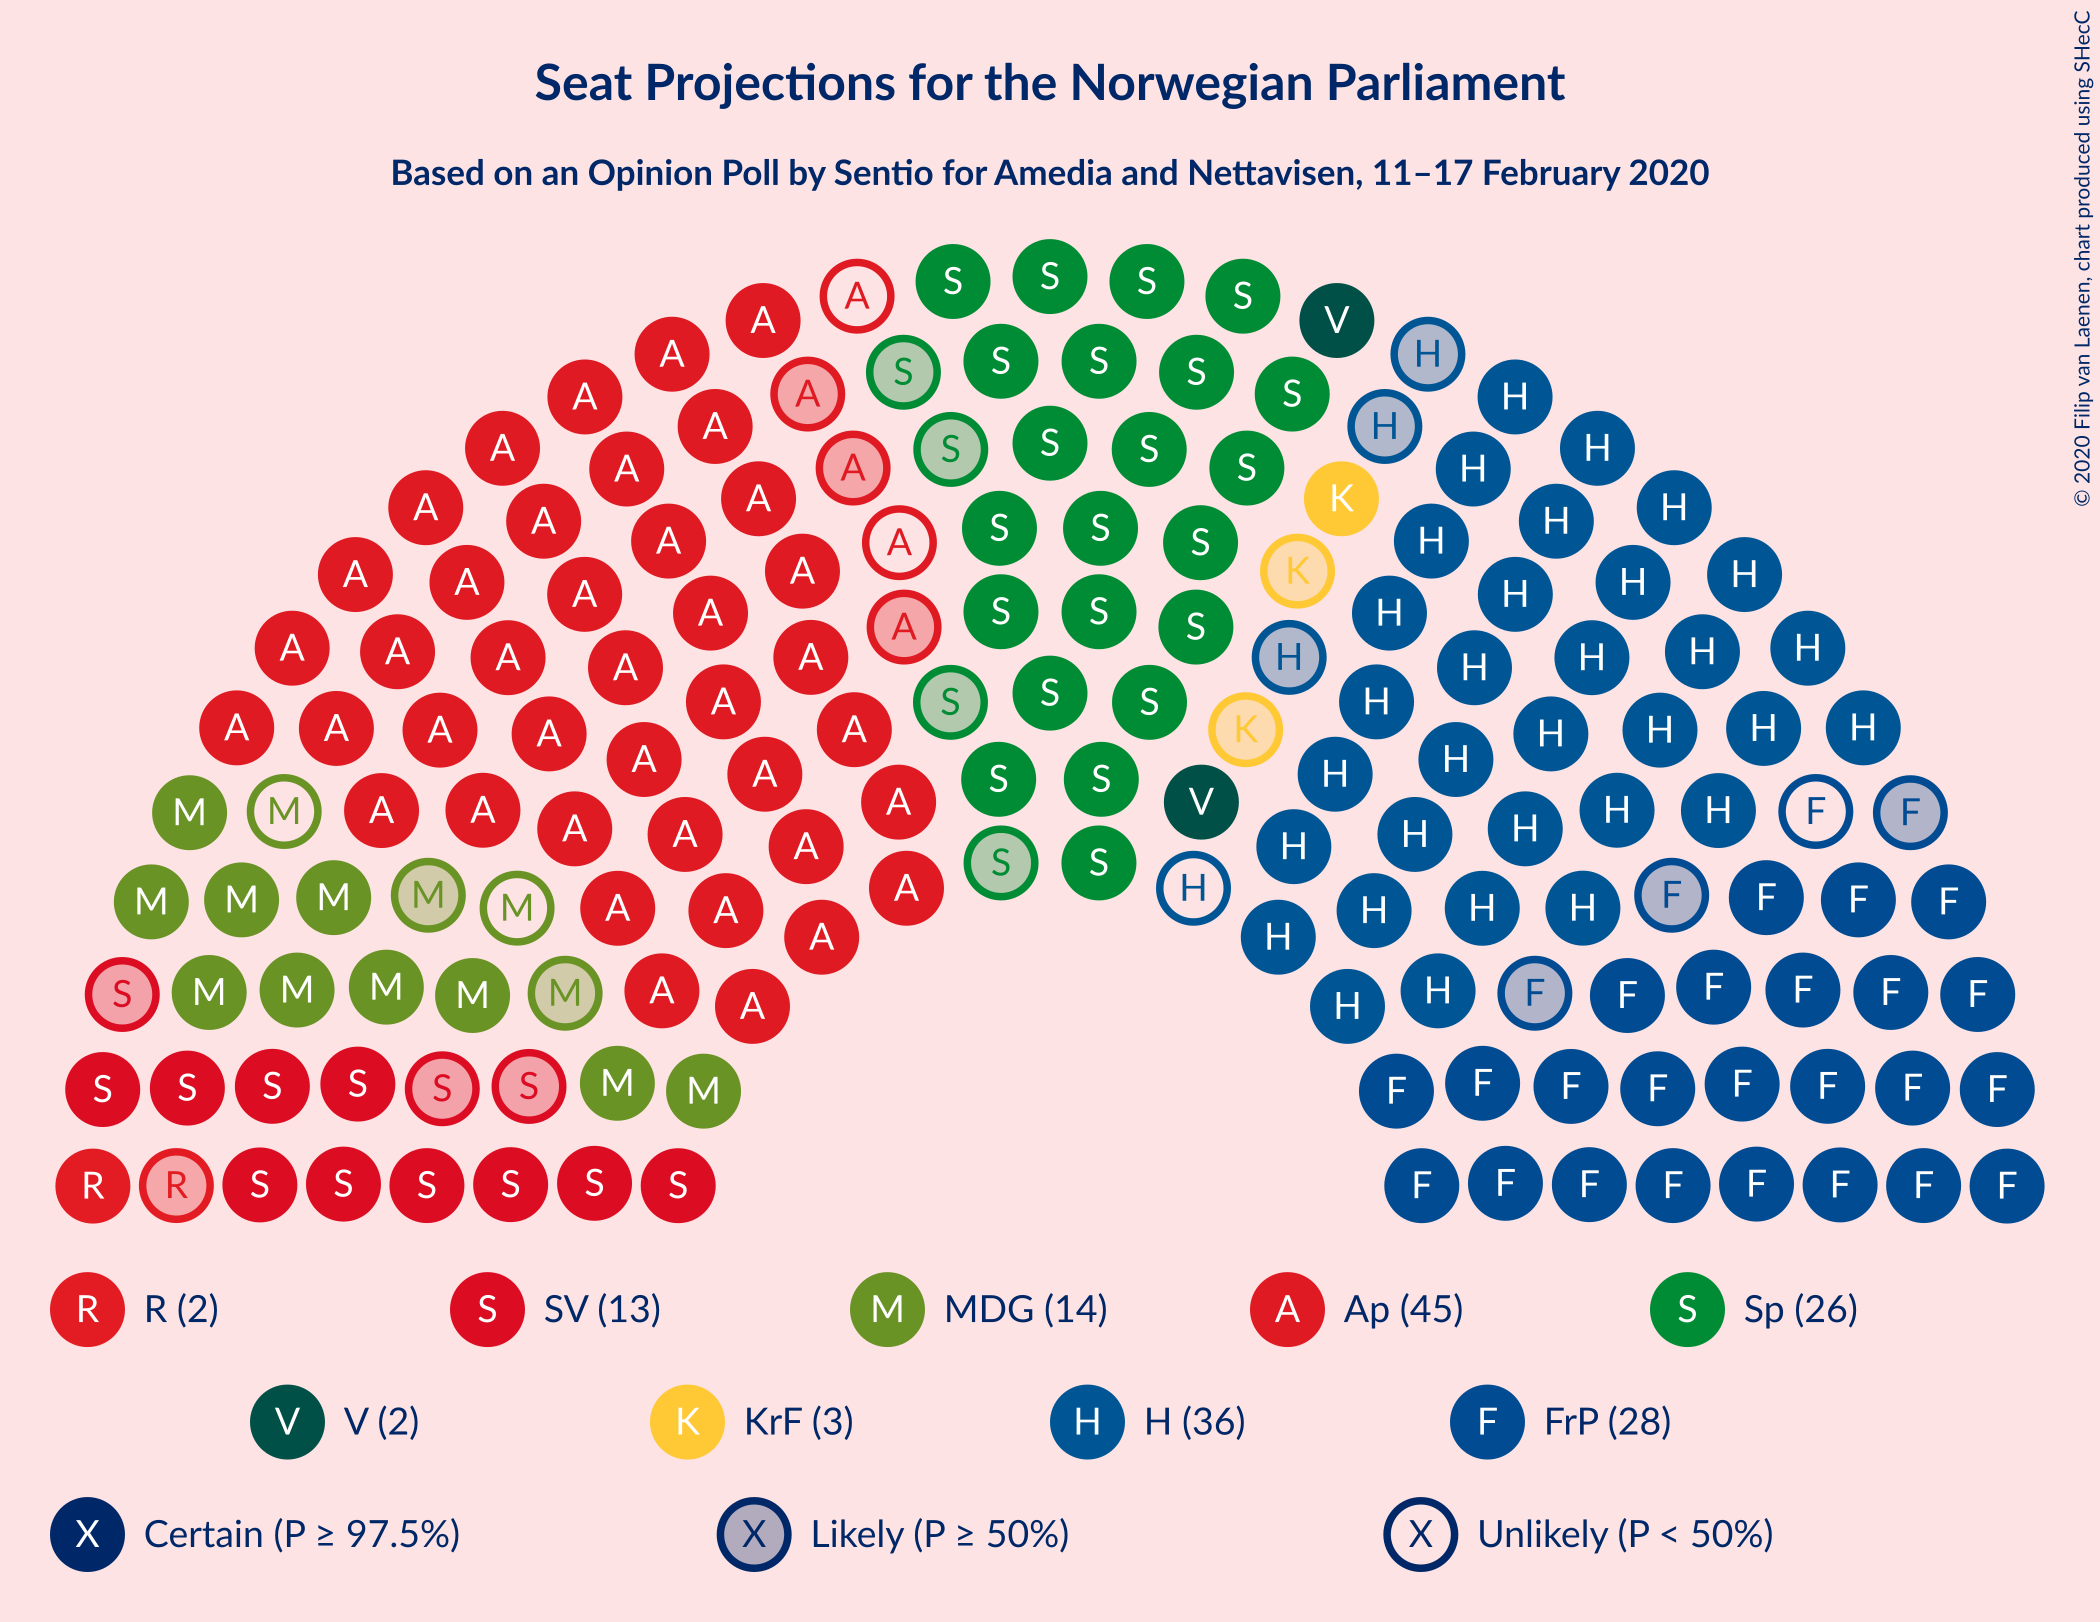 Seat Projections for the Norwegian Parliament
Based on an Opinion Poll by Sentio for Amedia and Nettavisen, 11–17 February 2020
© 2020 Filip van Laenen, chart produced using SHecC
A S S S S V
A A S S S S S H H
A A A S S S S K H H H
A A A A A S S S K H H H H
A A A A A A S S S H H H H H
A A A A A A A S S S K H H H H H
A A A A A A A A S S V H H H H H H
M M A A A A A A S S H H H H H H F F
M M M M M A A A H H H H F F F F
S M M M M M A A H H F F F F F F
S S S S S S M M F F F F F F F F
R R S S S S S S F F F F F F F F
R R (2) S SV (13) M MDG (14) A Ap (45) S Sp (26)
V V (2) K KrF (3) H H (36) F FrP (28)
X Certain (P ≥ 97.5%) X Likely (P ≥ 50%) X Unlikely (P < 50%)